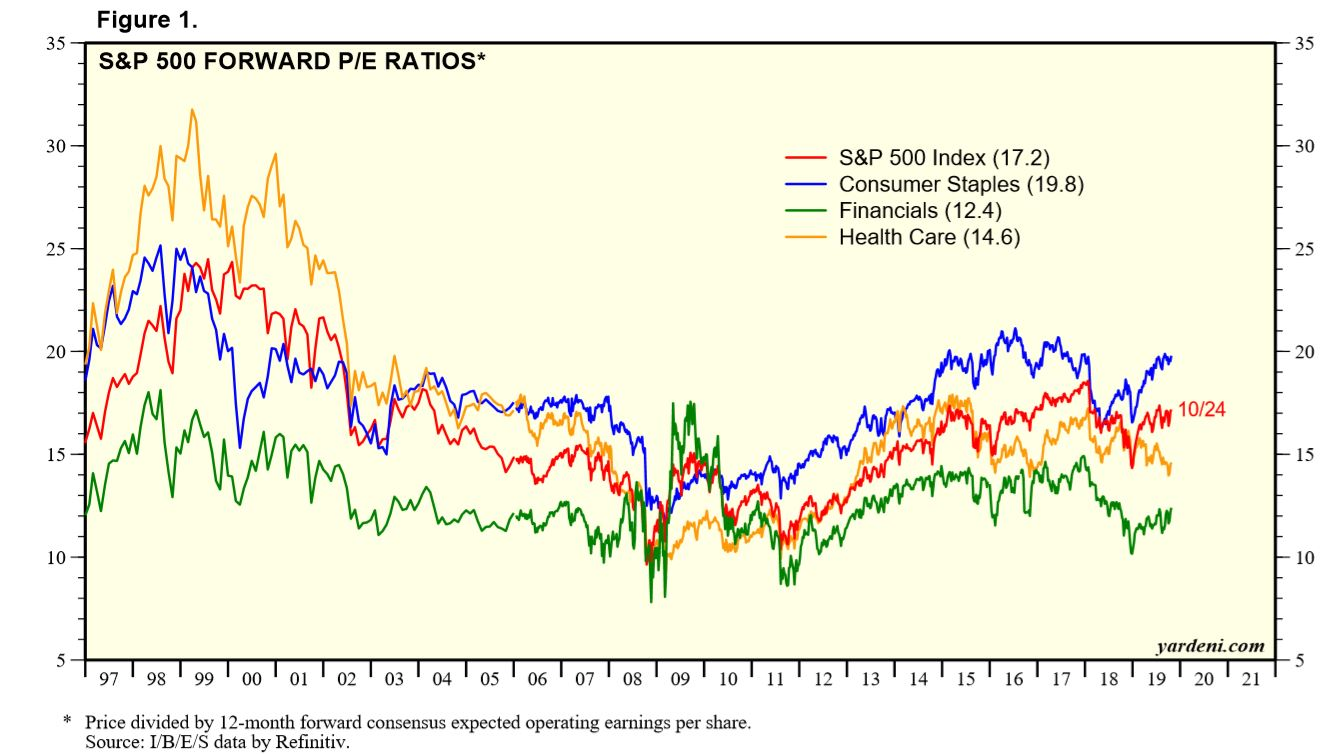 Figure 1.
35 35
S&P 500 FORWARD P/E RATIOS*
30 30
S&P 500 Index (17.2)
Consumer Staples (19.8)
Financials (12.4)
Health Care (14.6)
25 25
20 20
10/24
15 15
10 10
yardeni.com
5 5
97 98 99 00 01 02 03 04 05 06 07 08 09 10 11 12 13 14 15 16 17 18 19 20 21
* Price divided by 12-month forward consensus expected operating earnings per share.
Source: I/B/E/S data by Refinitiv.